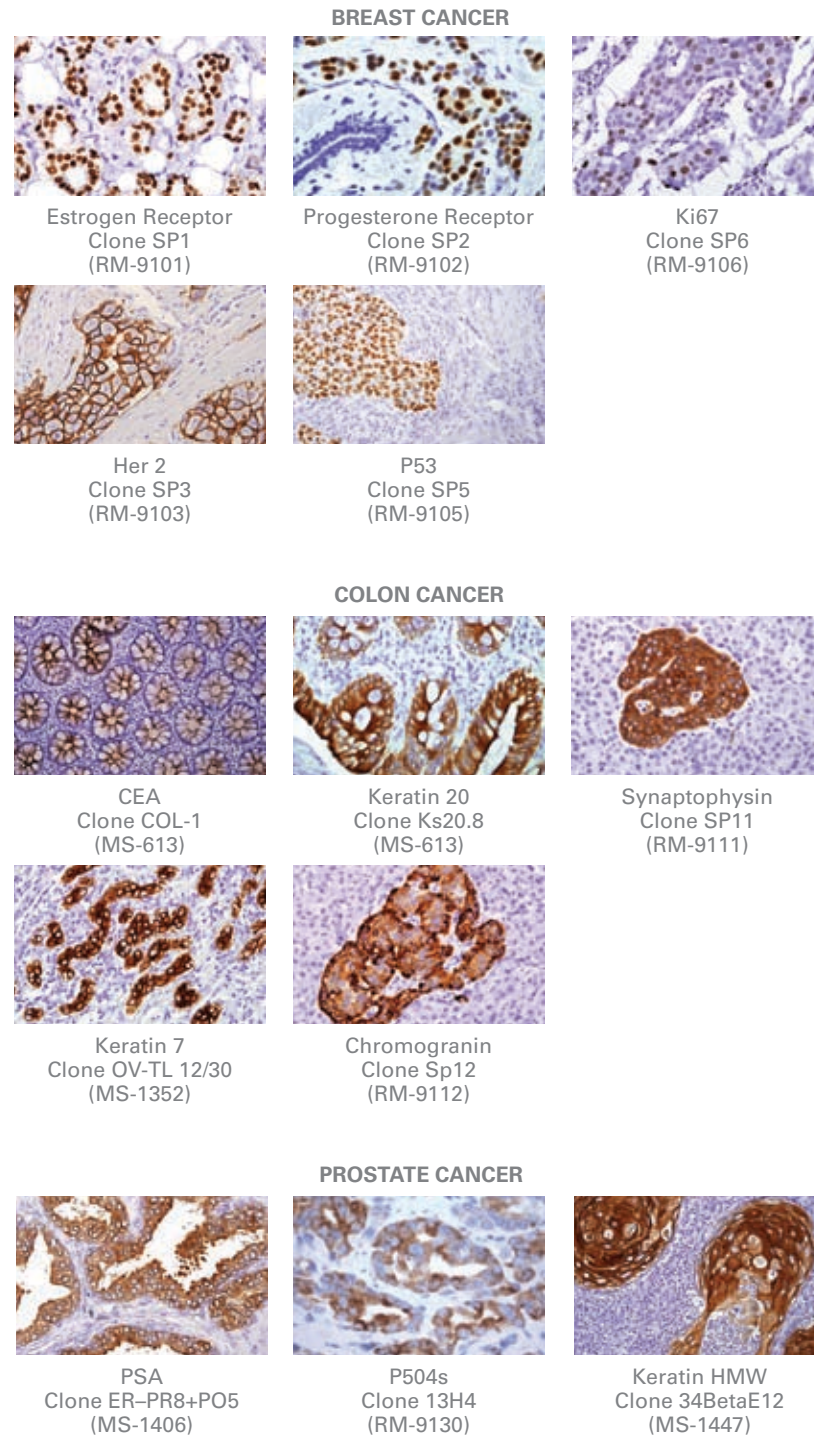 BREAST CANCER
Estrogen Receptor
Clone SP1
(RM-9101)
Progesterone Receptor
Clone SP2
(RM-9102)
Ki67
Clone SP6
(RM-9106)
Her 2
Clone SP3
(RM-9103)
P53
Clone SP5
(RM-9105)
COLON CANCER
CEA
Clone COL-1
(MS-613)
Keratin 20
Clone Ks20.8
(MS-613)
Synaptophysin
Clone SP11
(RM-9111)
Keratin 7
Clone OV-TL 12/30
(MS-1352)
Chromogranin
Clone Sp12
(RM-9112)
PROSTATE CANCER
PSA
Clone ER–PR8+PO5
(MS-1406)
P504s
Clone 13H4
(RM-9130)
Keratin HMW
Clone 34BetaE12
(MS-1447)